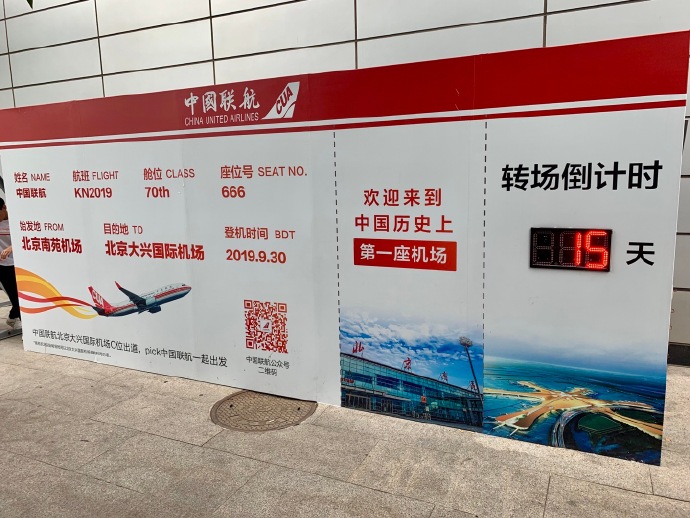 中國联航 CUA
CHINA UNITED AIRLINES
姓名 NAME 航班 FLIGHT 舱位 CLASS 座位号 SEAT NO.
中国联航 KN2019 70th 666
始发地 FROM 目的地 TO 登机时间 BDT
北京南苑机场 北京大兴国际机场 2019.9.30
CUA
中国联航北京大兴国际机场C位出道，pick中国联航一起出发
中国联航公众号
二维码
欢迎来到
中国历史上
第一座机场
北京南
转场倒计时
15 天